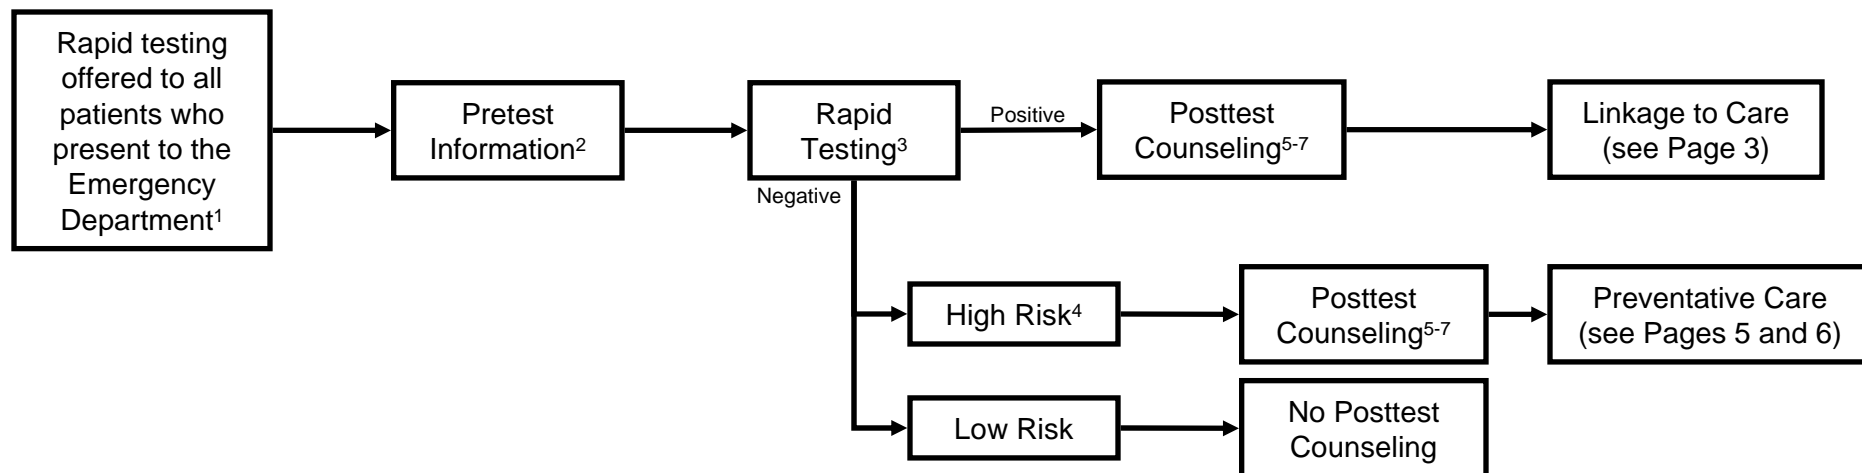 Rapid testing
offered to all
patients who
present to the
Emergency
Department¹
Pretest
Information²
Rapid
Testing³
Positive
Posttest
Counseling⁵⁻⁷
Linkage to Care
(see Page 3)
Negative
High Risk⁴
Posttest
Counseling⁵⁻⁷
Preventative Care
(see Pages 5 and 6)
Low Risk
No Posttest
Counseling